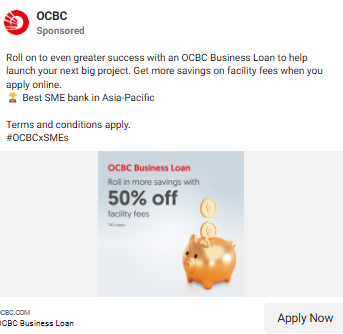 OCBC
Sponsored
Roll on to even greater success with an OCBC Business Loan to help
launch your next big project. Get more savings on facility fees when you
apply online.
🏆 Best SME bank in Asia-Pacific
Terms and conditions apply.
#OCBCxSMEs
OCBC Business Loan
Roll in more savings with
50% off
facility fees
T&Cs apply.
CBC.COM
OCBC Business Loan
Apply Now